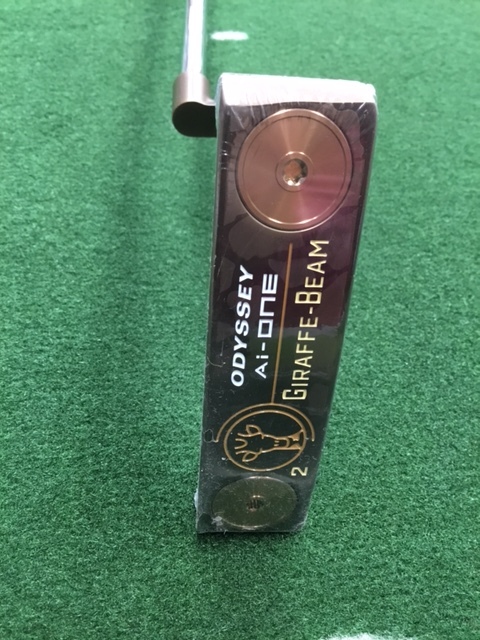 ODYSSEY
Ai-ONE
GIRAFFE-BEAM
2